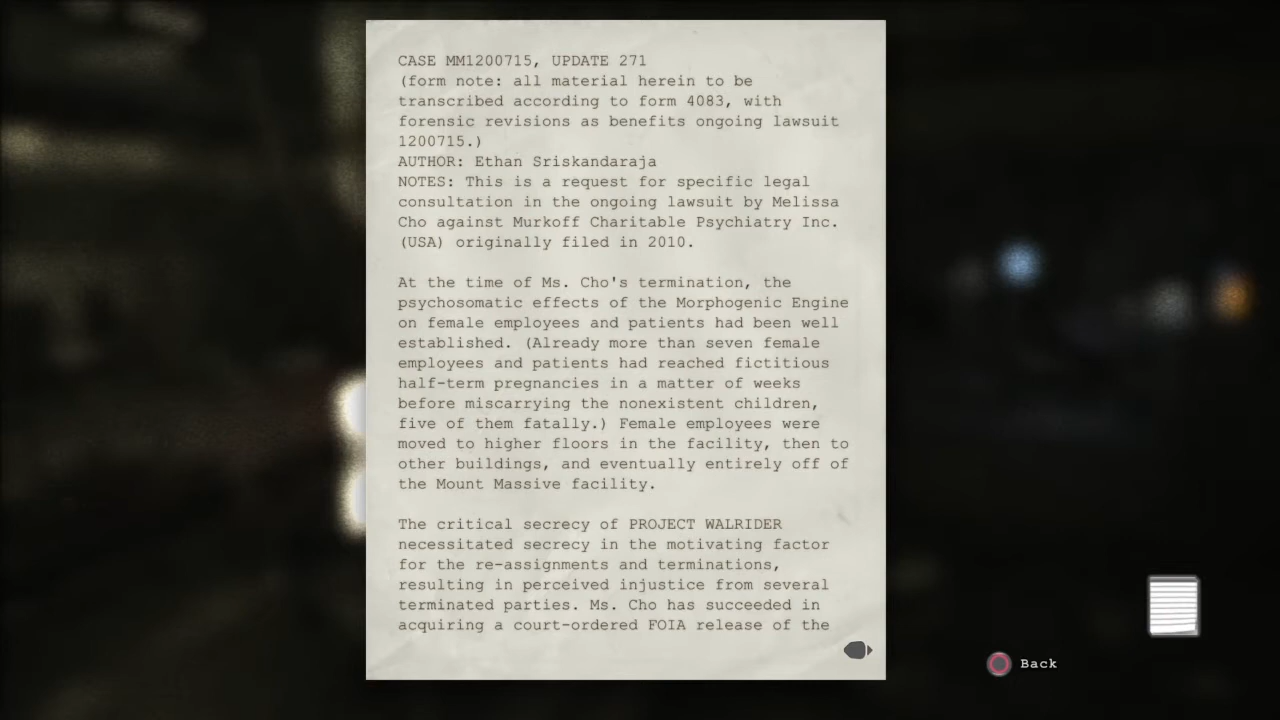 CASE MM1200715, UPDATE 271
(form note: all material herein to be
transcribed according to form 4083, with
forensic revisions as benefits ongoing lawsuit
1200715.)
AUTHOR: Ethan Sriskandaraja
NOTES: This is a request for specific legal
consultation in the ongoing lawsuit by Melissa
Cho against Murkoff Charitable Psychiatry Inc.
(USA) originally filed in 2010.

At the time of Ms. Cho's termination, the
psychosomatic effects of the Morphogenic Engine
on female employees and patients had been well
established. (Already more than seven female
employees and patients had reached fictitious
half-term pregnancies in a matter of weeks
before miscarrying the nonexistent children,
five of them fatally.) Female employees were
moved to higher floors in the facility, then to
other buildings, and eventually entirely off of
the Mount Massive facility.

The critical secrecy of PROJECT WALRIDER
necessitated secrecy in the motivating factor
for the re-assignments and terminations,
resulting in perceived injustice from several
terminated parties. Ms. Cho has succeeded in
acquiring a court-ordered FOIA release of the
Back